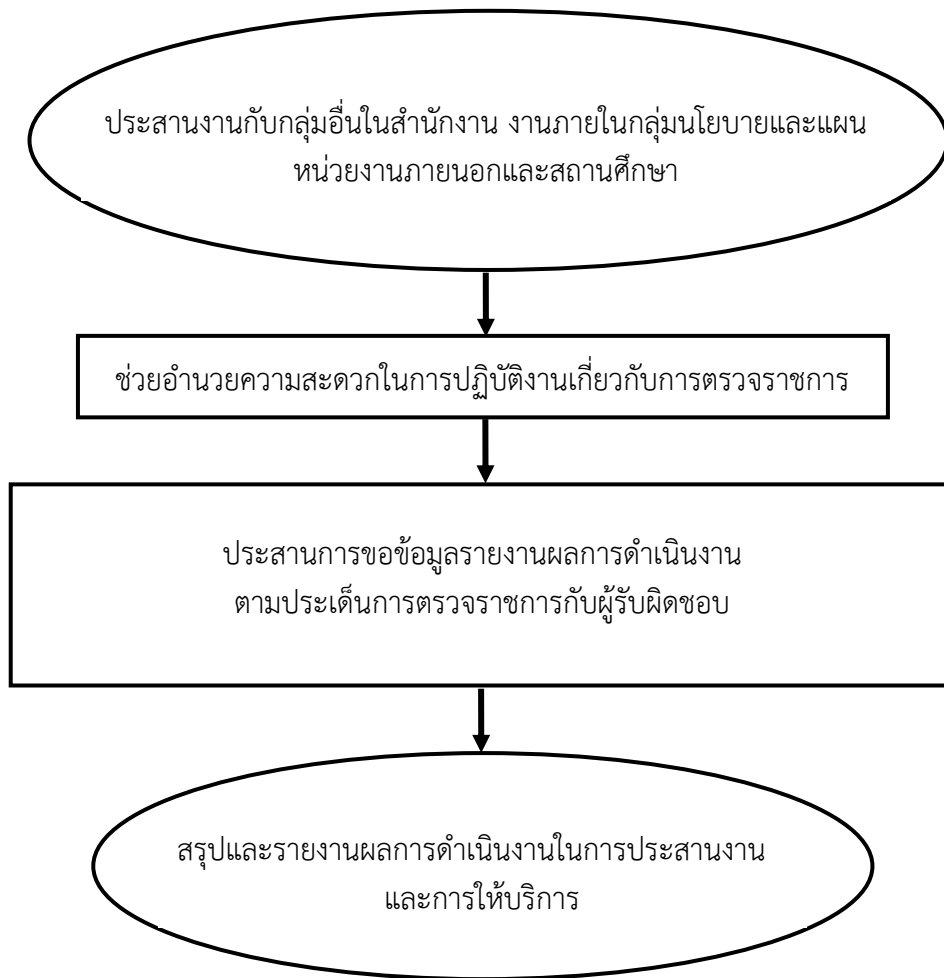 ประสานงานกับกลุ่มอื่นในสำนักงาน งานภายในกลุ่มนโยบายและแผน
หน่วยงานภายนอกและสถานศึกษา
ช่วยอำนวยความสะดวกในการปฏิบัติงานเกี่ยวกับการตรวจราชการ
ประสานการขอข้อมูลรายงานผลการดำเนินงาน
ตามประเด็นการตรวจราชการกับผู้รับผิดชอบ
สรุปและรายงานผลการดำเนินงานในการประสานงาน
และการให้บริการ